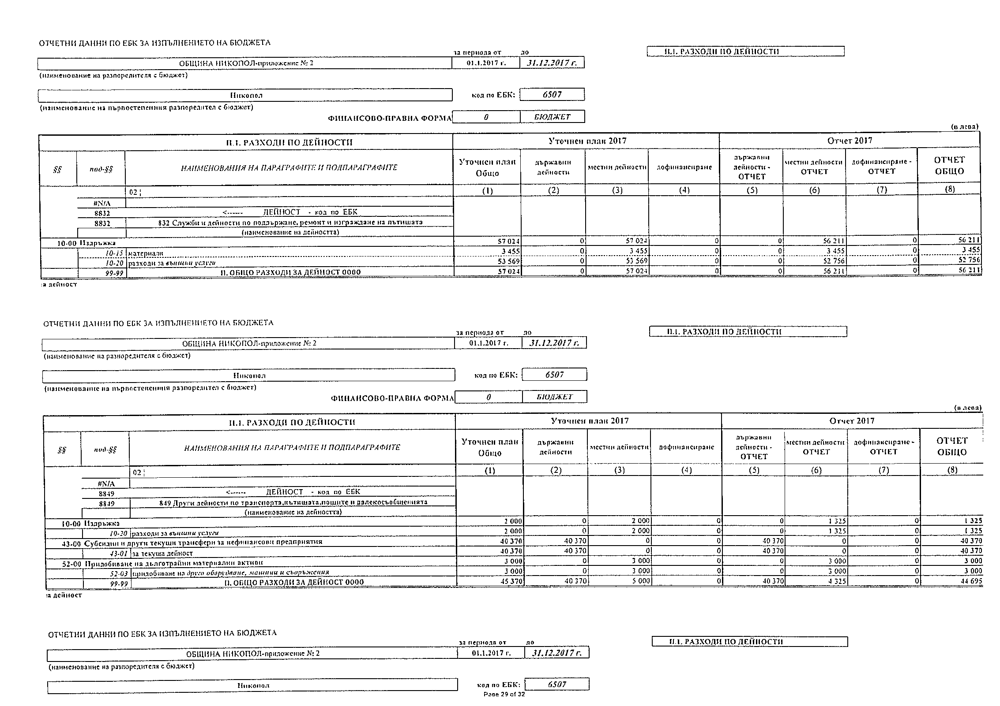 ОТЧЕТНИ ДАННИ ПО ЕБК ЗА ИЗПЪЛНЕНИЕТО НА БЮДЖЕТА
за периода от до
II.1. РАЗХОДИ ПО ДЕЙНОСТИ
ОБЩИНА НИКОПОЛ-приложение № 2 01.1.2017 г. 31.12.2017 г.
(наименование на разпоредителя с бюджет)
Никопол код по ЕБК: 6507
(наименование на първостепенния разпоредител с бюджет)
ФИНАНСОВО-ПРАВНА ФОРМА 0 БЮДЖЕТ
(в лева)
II.1. РАЗХОДИ ПО ДЕЙНОСТИ Уточнен план 2017 Отчет 2017
§§ под-§§ НАИМЕНОВАНИЯ НА ПАРАГРАФИТЕ И ПОДПАРАГРАФИТЕ Уточнен план Общо държавни дейности местни дейности дофинансиране държавни дейности - ОТЧЕТ местни дейности ОТЧЕТ дофинансиране - ОТЧЕТ ОТЧЕТ ОБЩО
02 ¦ (1) (2) (3) (4) (5) (6) (7) (8)
#N/A
8832 <------ ДЕЙНОСТ - код по ЕБК
8832 832 Служби и дейности по поддържане, ремонт и изграждане на пътищата
(наименование на дейността)
10-00 Издръжка 57 024 0 57 024 0 0 56 211 0 56 211
10-15 материали 3 455 0 3 455 0 0 3 455 0 3 455
10-20 разходи за външни услуги 53 569 0 53 569 0 0 52 756 0 52 756
99-99 II. ОБЩО РАЗХОДИ ЗА ДЕЙНОСТ 0000 57 024 0 57 024 0 0 56 211 0 56 211
за дейност
ОТЧЕТНИ ДАННИ ПО ЕБК ЗА ИЗПЪЛНЕНИЕТО НА БЮДЖЕТА
за периода от до
II.1. РАЗХОДИ ПО ДЕЙНОСТИ
ОБЩИНА НИКОПОЛ-приложение № 2 01.1.2017 г. 31.12.2017 г.
(наименование на разпоредителя с бюджет)
Никопол код по ЕБК: 6507
(наименование на първостепенния разпоредител с бюджет)
ФИНАНСОВО-ПРАВНА ФОРМА 0 БЮДЖЕТ
(в лева)
II.1. РАЗХОДИ ПО ДЕЙНОСТИ Уточнен план 2017 Отчет 2017
§§ под-§§ НАИМЕНОВАНИЯ НА ПАРАГРАФИТЕ И ПОДПАРАГРАФИТЕ Уточнен план Общо държавни дейности местни дейности дофинансиране държавни дейности - ОТЧЕТ местни дейности ОТЧЕТ дофинансиране - ОТЧЕТ ОТЧЕТ ОБЩО
02 ¦ (1) (2) (3) (4) (5) (6) (7) (8)
#N/A
8849 <------ ДЕЙНОСТ - код по ЕБК
8849 849 Други дейности по транспорта,пътищата,пощите и далекосъобщенията
(наименование на дейността)
10-00 Издръжка 2 000 0 2 000 0 0 1 325 0 1 325
10-20 разходи за външни услуги 2 000 0 2 000 0 0 1 325 0 1 325
43-00 Субсидии и други текущи трансфери за нефинансови предприятия 40 370 40 370 0 0 40 370 0 0 40 370
43-01 за текуща дейност 40 370 40 370 0 0 40 370 0 0 40 370
52-00 Придобиване на дълготрайни материални активи 3 000 0 3 000 0 0 3 000 0 3 000
52-03 придобиване на друго оборудване, машини и съоръжения 3 000 0 3 000 0 0 3 000 0 3 000
99-99 II. ОБЩО РАЗХОДИ ЗА ДЕЙНОСТ 0000 45 370 40 370 5 000 0 40 370 4 325 0 44 695
за дейност
ОТЧЕТНИ ДАННИ ПО ЕБК ЗА ИЗПЪЛНЕНИЕТО НА БЮДЖЕТА
за периода от до
II.1. РАЗХОДИ ПО ДЕЙНОСТИ
ОБЩИНА НИКОПОЛ-приложение № 2 01.1.2017 г. 31.12.2017 г.
(наименование на разпоредителя с бюджет)
Никопол код по ЕБК: 6507
Page 29 of 32